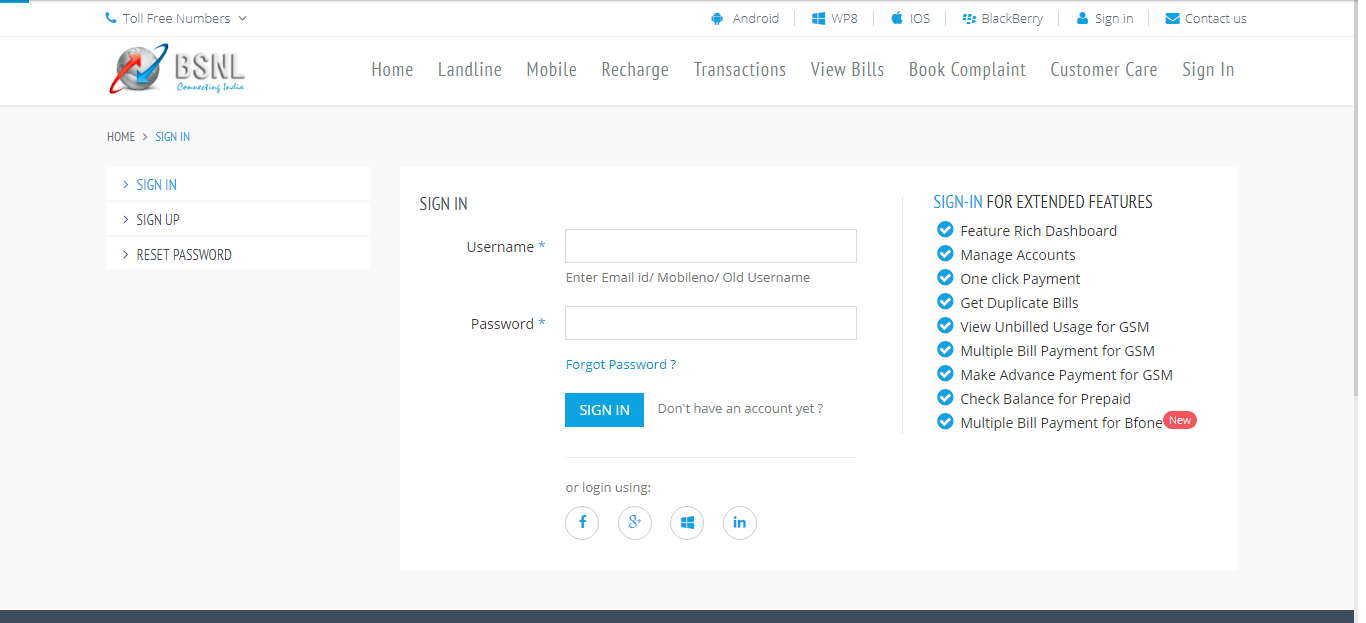 Toll Free Numbers
Android WP8 IOS BlackBerry Sign in Contact us
BSNL
Connecting India
Home Landline Mobile Recharge Transactions View Bills Book Complaint Customer Care Sign In
HOME > SIGN IN
> SIGN IN
> SIGN UP
> RESET PASSWORD
SIGN IN
Username *
Enter Email id/ Mobileno/ Old Username
Password *
Forgot Password ?
SIGN IN Don't have an account yet ?
or login using:
f g+ in
SIGN-IN FOR EXTENDED FEATURES
Feature Rich Dashboard
Manage Accounts
One click Payment
Get Duplicate Bills
View Unbilled Usage for GSM
Multiple Bill Payment for GSM
Make Advance Payment for GSM
Check Balance for Prepaid
Multiple Bill Payment for Bfone New